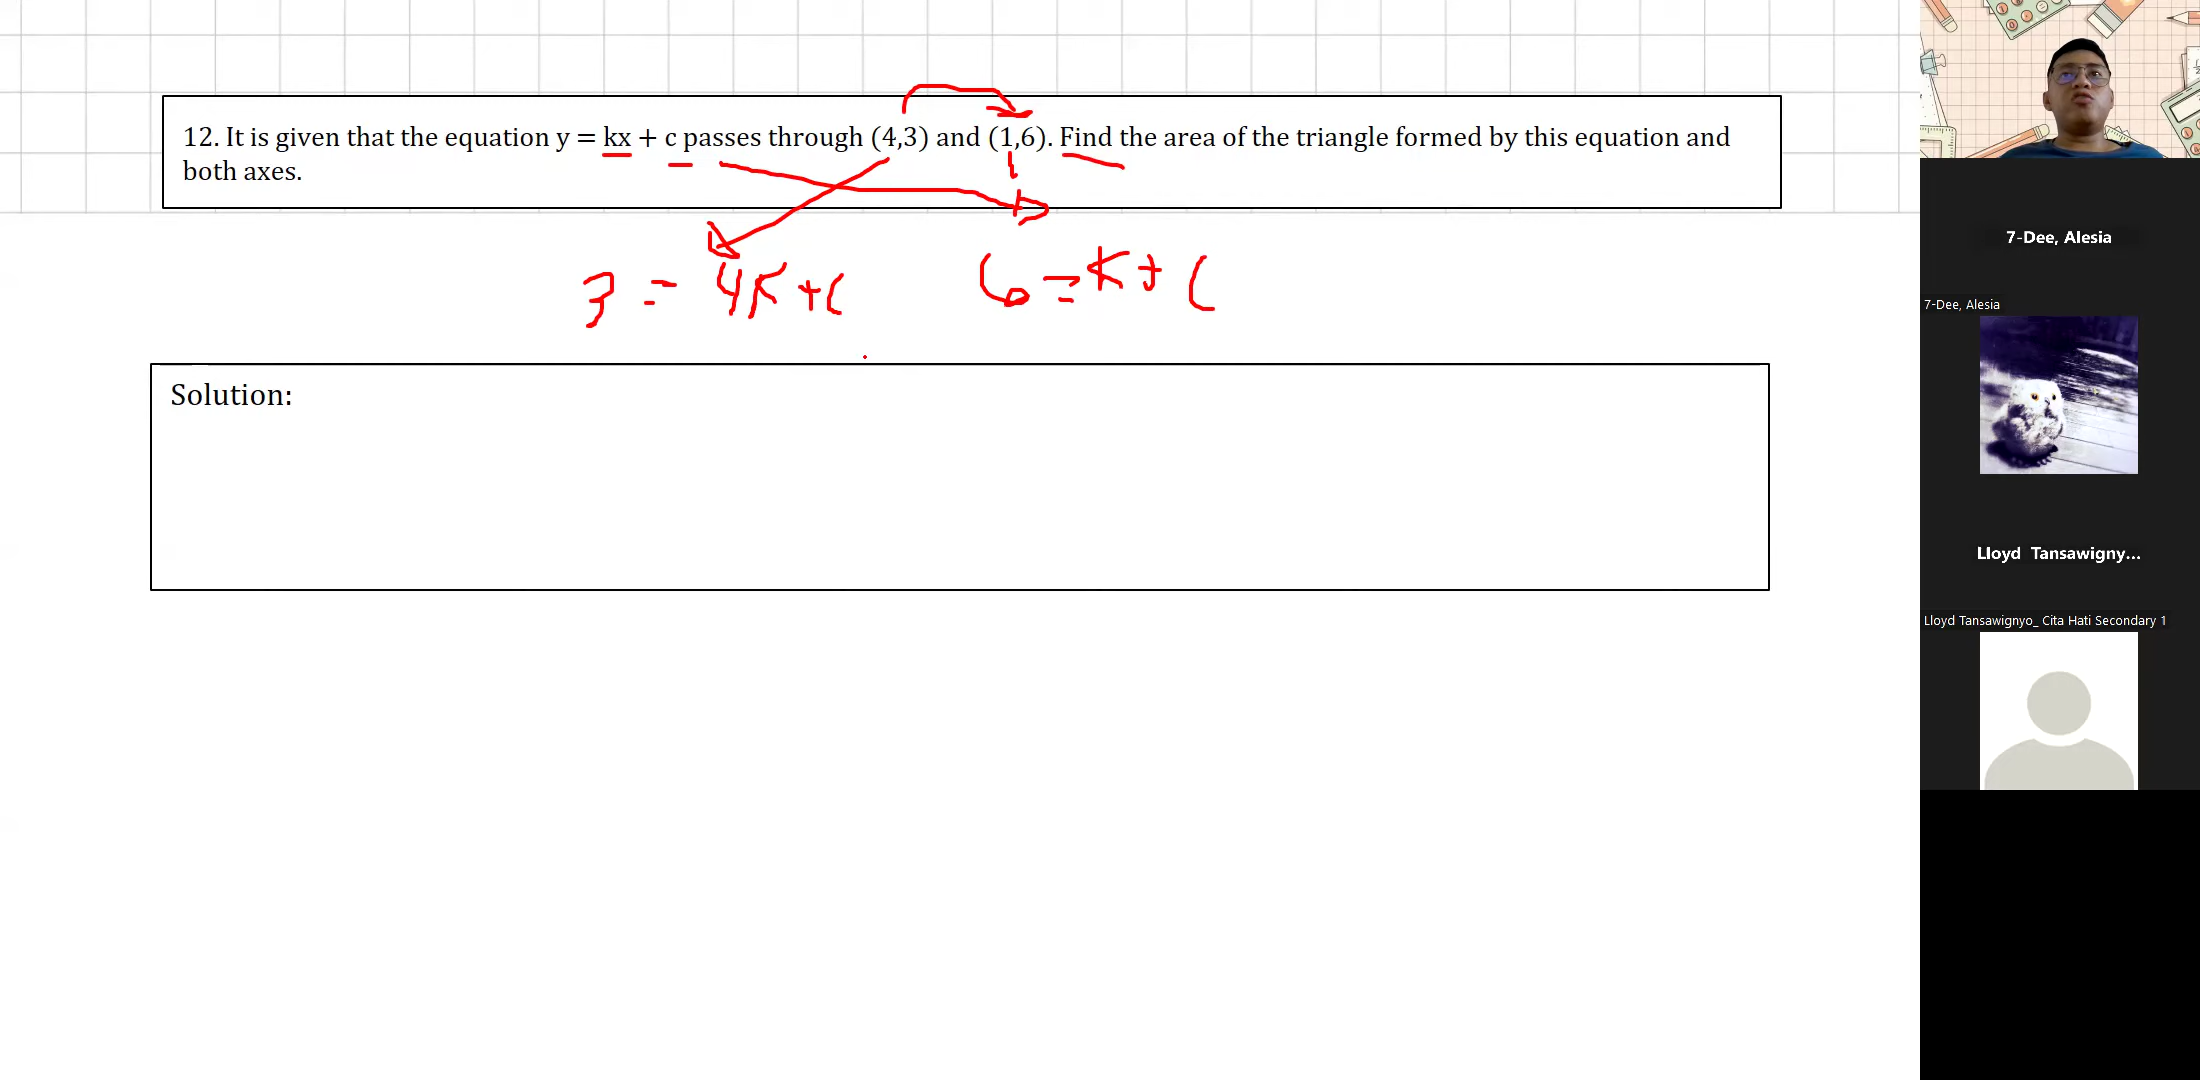 12. It is given that the equation y = kx + c passes through (4,3) and (1,6). Find the area of the triangle formed by this equation and
both axes.
3 = 4K+C
6 = K+C
Solution:
7-Dee, Alesia
7-Dee, Alesia
Lloyd Tansawigny...
Lloyd Tansawignyo_ Cita Hati Secondary 1